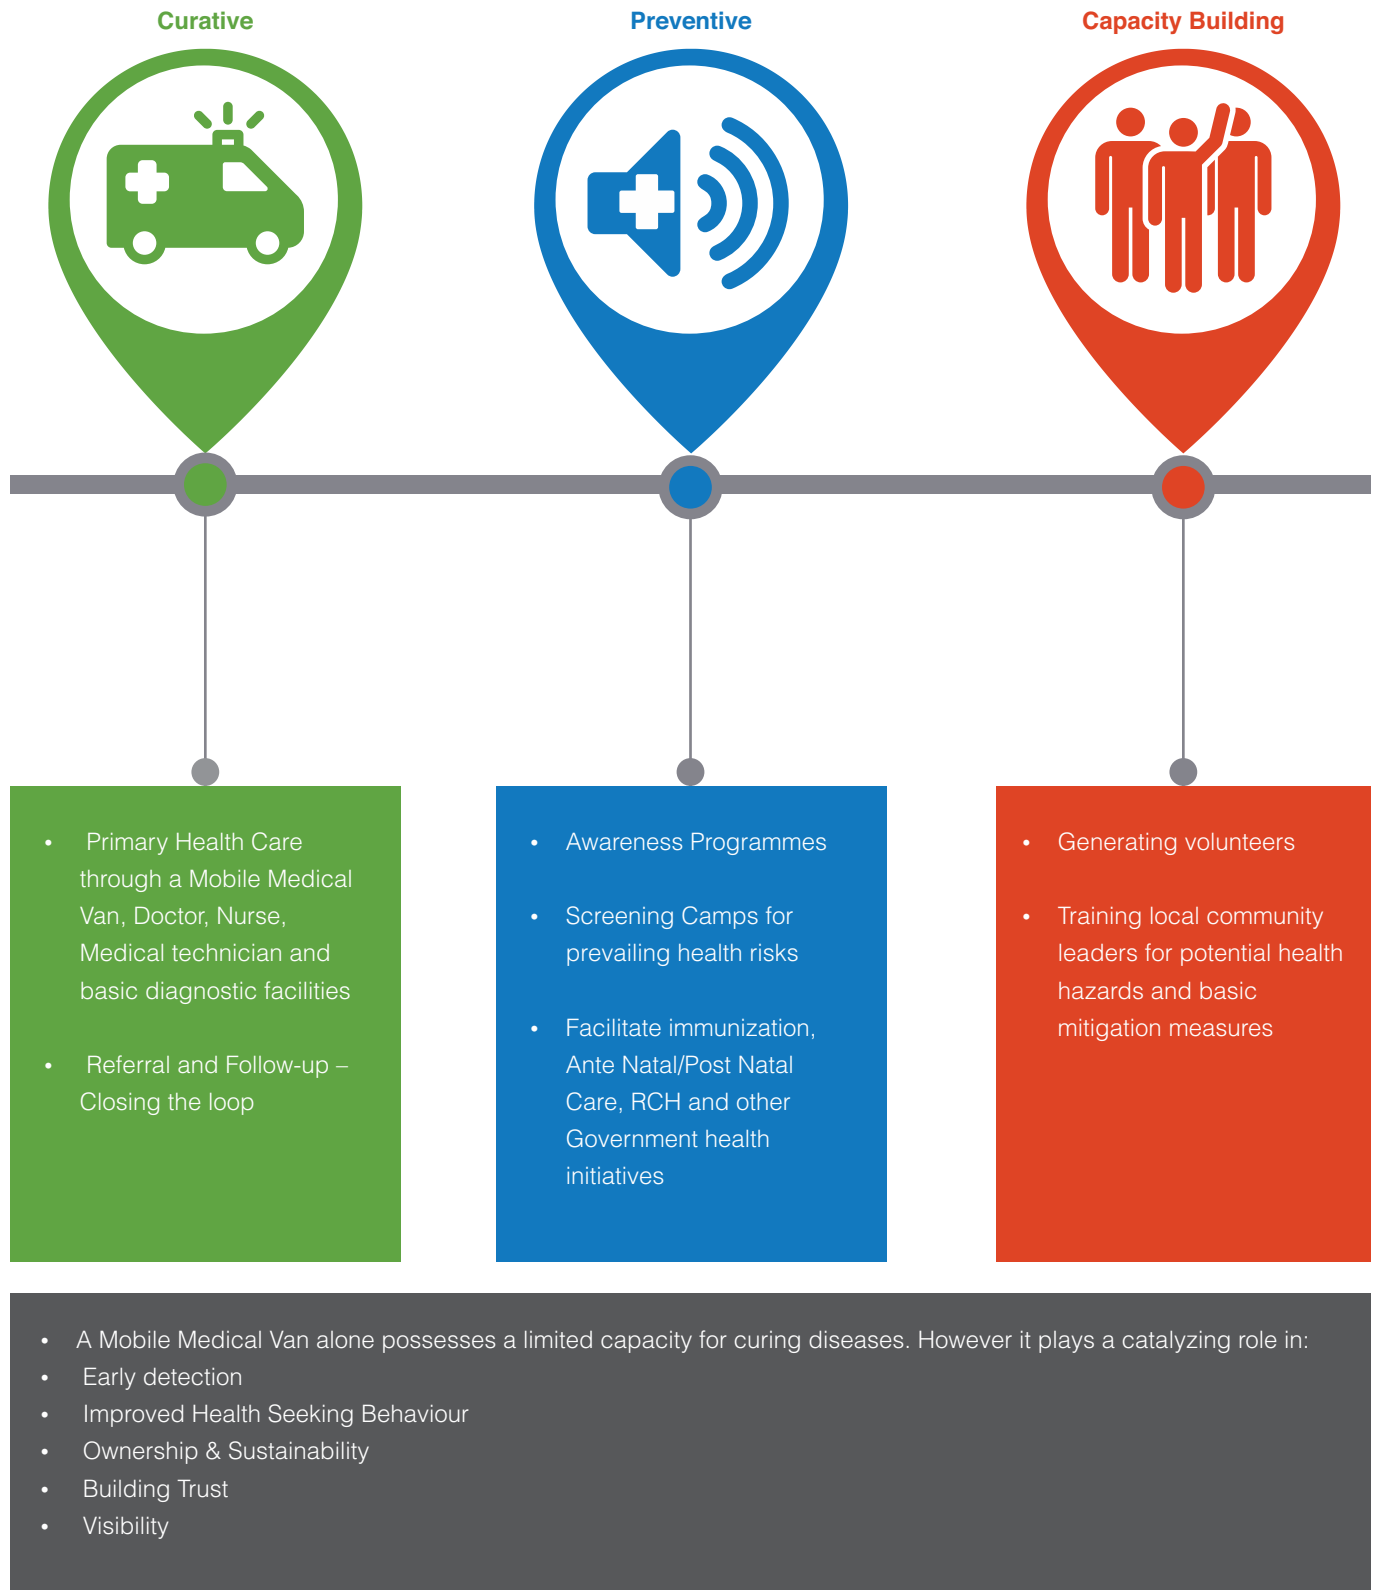 Curative
Preventive
Capacity Building
• Primary Health Care
through a Mobile Medical
Van, Doctor, Nurse,
Medical technician and
basic diagnostic facilities
• Referral and Follow-up –
Closing the loop
• Awareness Programmes
• Screening Camps for
prevailing health risks
• Facilitate immunization,
Ante Natal/Post Natal
Care, RCH and other
Government health
initiatives
• Generating volunteers
• Training local community
leaders for potential health
hazards and basic
mitigation measures
• A Mobile Medical Van alone possesses a limited capacity for curing diseases. However it plays a catalyzing role in:
• Early detection
• Improved Health Seeking Behaviour
• Ownership & Sustainability
• Building Trust
• Visibility